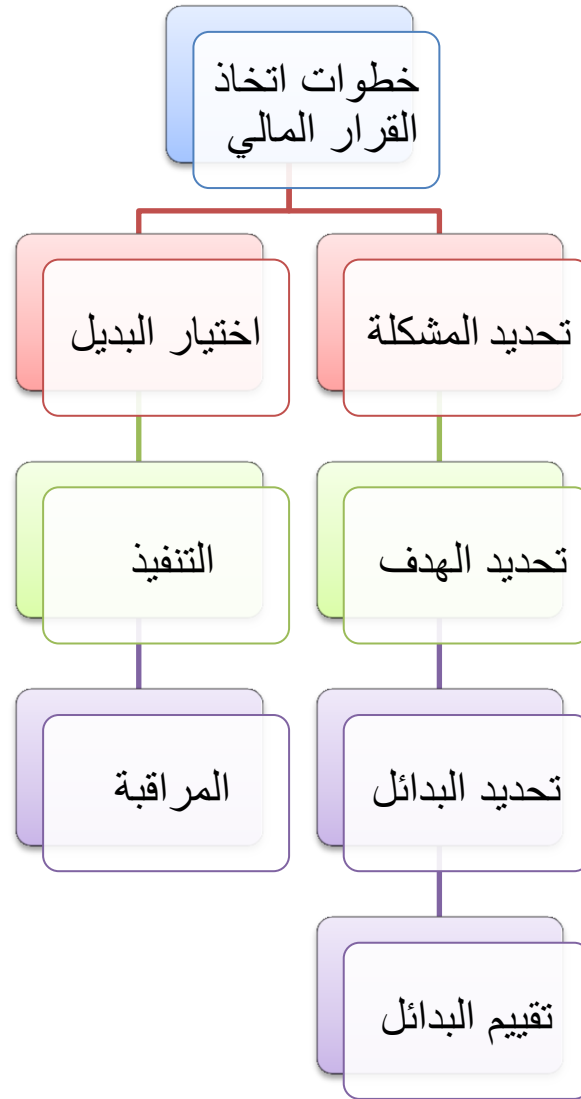 خطوات اتخاذ
القرار المالي
تحديد المشكلة
تحديد الهدف
تحديد البدائل
تقييم البدائل
اختيار البديل
التنفيذ
المراقبة